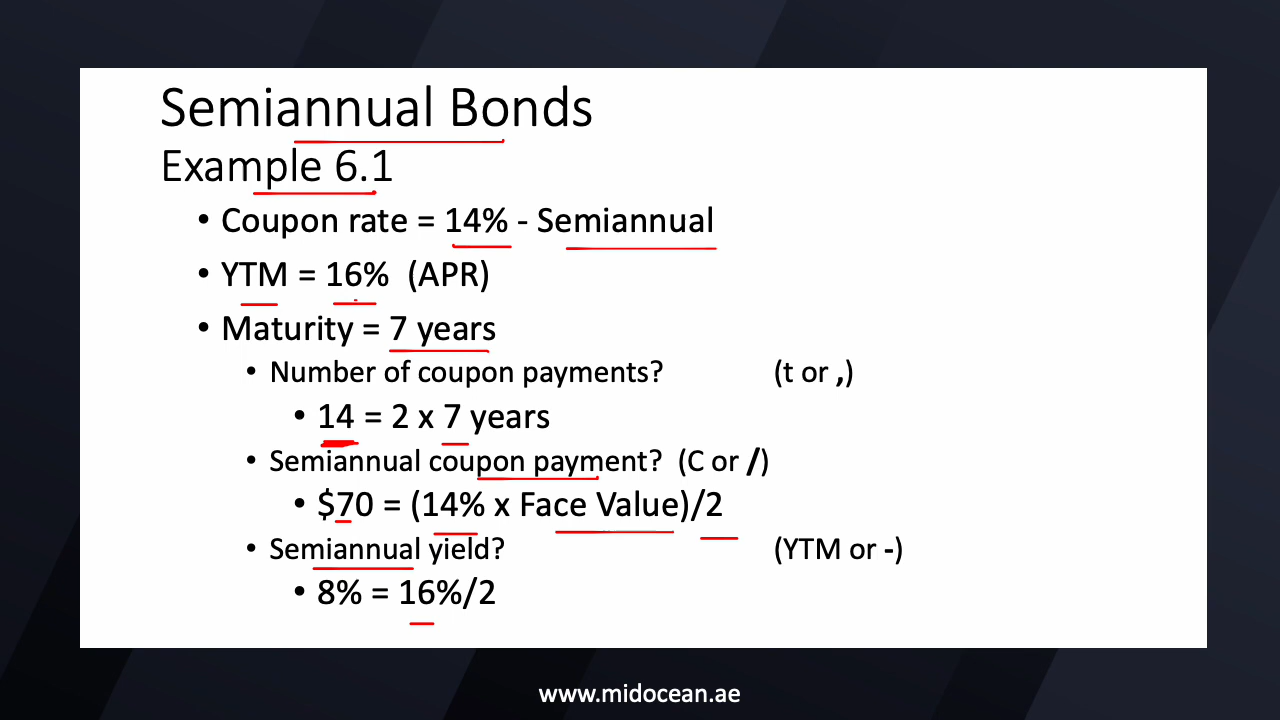 Semiannual Bonds
Example 6.1
• Coupon rate = 14% - Semiannual
• YTM = 16% (APR)
• Maturity = 7 years
• Number of coupon payments? (t or ,)
• 14 = 2 x 7 years
• Semiannual coupon payment? (C or /)
• $70 = (14% x Face Value)/2
• Semiannual yield? (YTM or -)
• 8% = 16%/2
www.midocean.ae